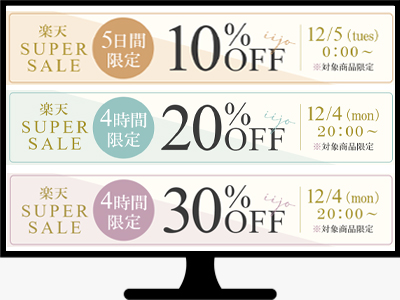 楽天
SUPER
SALE
5日間
限定
10%OFF
iijo
12/5(tues)
0:00~
※対象商品限定
楽天
SUPER
SALE
4時間
限定
20%OFF
iijo
12/4(mon)
20:00~
※対象商品限定
楽天
SUPER
SALE
4時間
限定
30%OFF
iijo
12/4(mon)
20:00~
※対象商品限定